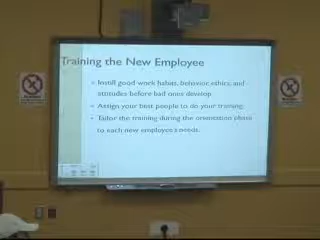 Training the New Employee
Instill good work habits, behavior, ethics, and
attitudes before bad ones develop
Assign your best people to do your training.
Tailor the training during the orientation phase
to each new employee's needs.